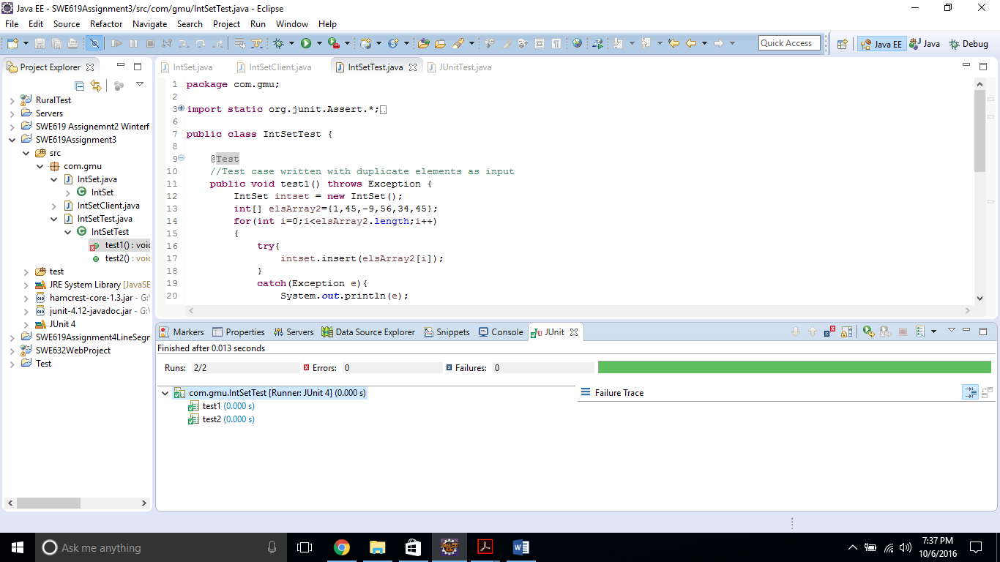 Java EE - SWE619Assignment3/src/com/gmu/IntSetTest.java - Eclipse
File Edit Source Refactor Navigate Search Project Run Window Help
Quick Access Java EE Java Debug
Project Explorer
RuralTest
Servers
SWE619 Assignemnt2 Winterf
SWE619Assignment3
src
com.gmu
IntSet.java
IntSet
IntSetClient.java
IntSetTest.java
IntSetTest
test1() : void
test2() : void
test
JRE System Library [JavaSE
hamcrest-core-1.3.jar - G:\
junit-4.12-javadoc.jar - G:\
JUnit 4
SWE619Assignment4LineSegm
SWE632WebProject
Test
IntSet.java IntSetClient.java IntSetTest.java JUnitTest.java
1 package com.gmu;
2
3 import static org.junit.Assert.*;
6
7 public class IntSetTest {
8
9 @Test
10 //Test case written with duplicate elements as input
11 public void test1() throws Exception {
12 IntSet intset = new IntSet();
13 int[] elsArray2={1,45,-9,56,34,45};
14 for(int i=0;i<elsArray2.length;i++)
15 {
16 try{
17 intset.insert(elsArray2[i]);
18 }
19 catch(Exception e){
20 System.out.println(e);
Markers Properties Servers Data Source Explorer Snippets Console JUnit
Finished after 0.013 seconds
Runs: 2/2 Errors: 0 Failures: 0
com.gmu.IntSetTest [Runner: JUnit 4] (0.000 s)
test1 (0.000 s)
test2 (0.000 s)
Failure Trace
Ask me anything
7:37 PM
10/6/2016